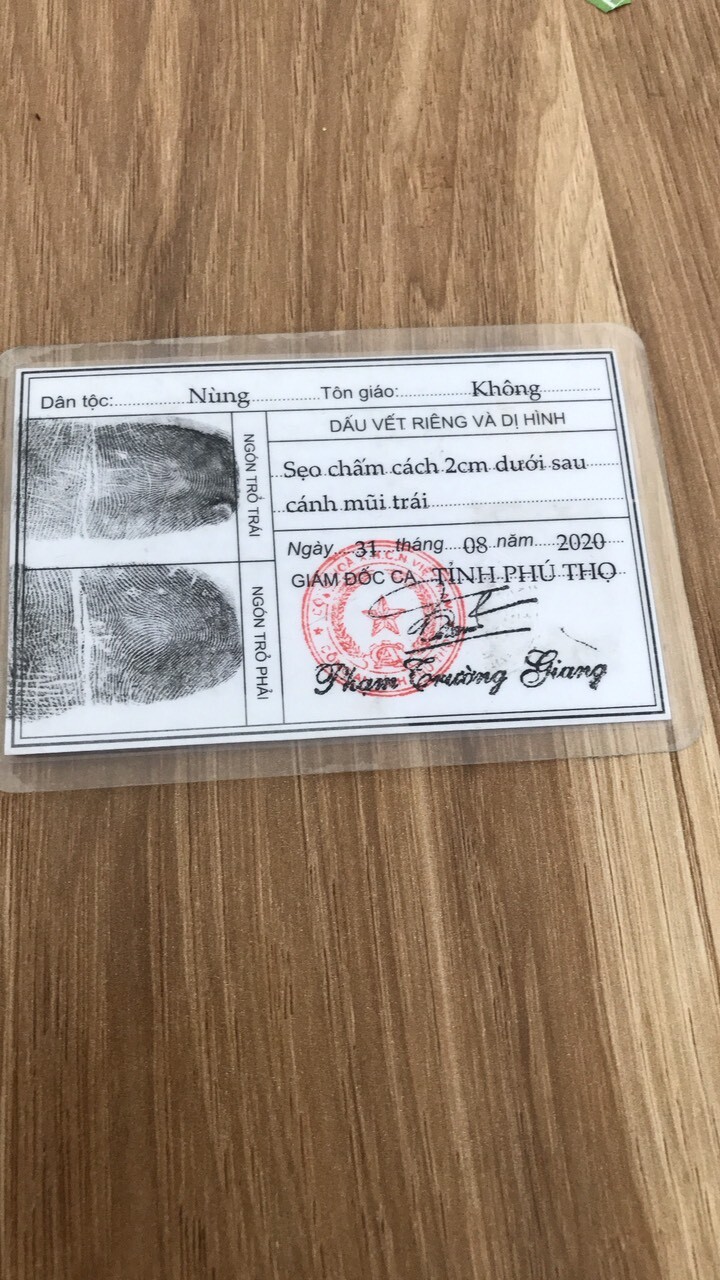 Dân tộc: Nùng Tôn giáo: Không
NGÓN TRỎ TRÁI
DẤU VẾT RIÊNG VÀ DỊ HÌNH
Sẹo chấm cách 2cm dưới sau
cánh mũi trái
NGÓN TRỎ PHẢI
Ngày 31 tháng 08 năm 2020
GIÁM ĐỐC CA TỈNH PHÚ THỌ
Phạm Trường Giang